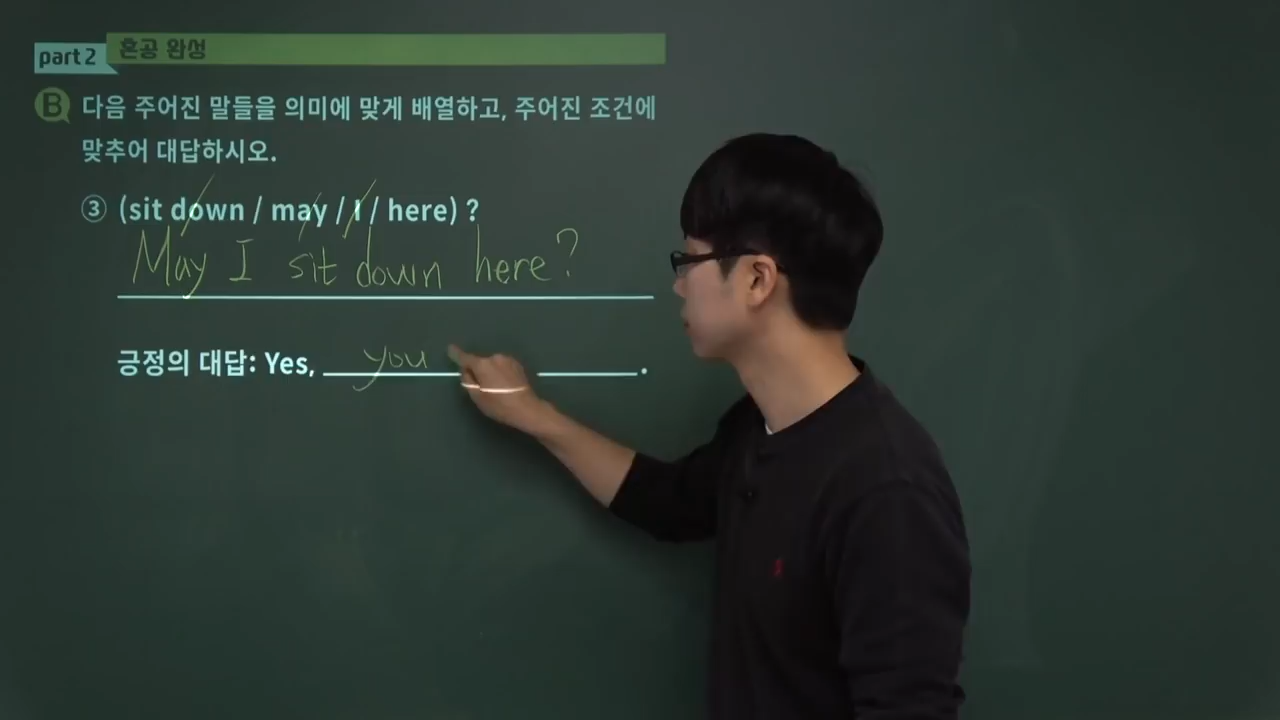 part 2 혼공 완성
B 다음 주어진 말들을 의미에 맞게 배열하고, 주어진 조건에
맞추어 대답하시오.
③ (sit down / may / I / here) ?
May I sit down here?
긍정의 대답: Yes, you .